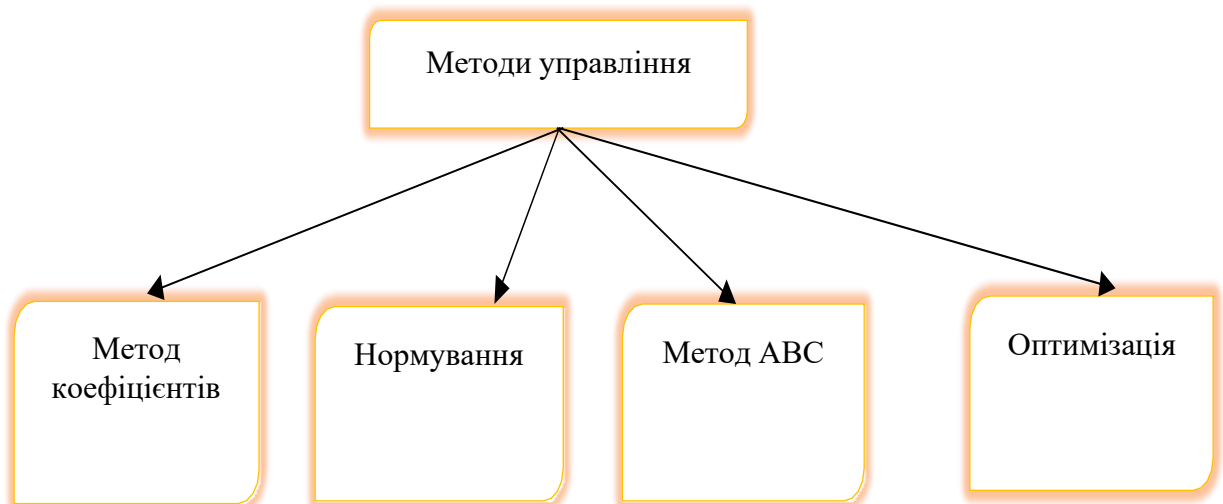 Методи управління
Метод
коефіцієнтів
Нормування
Метод АВС
Оптимізація